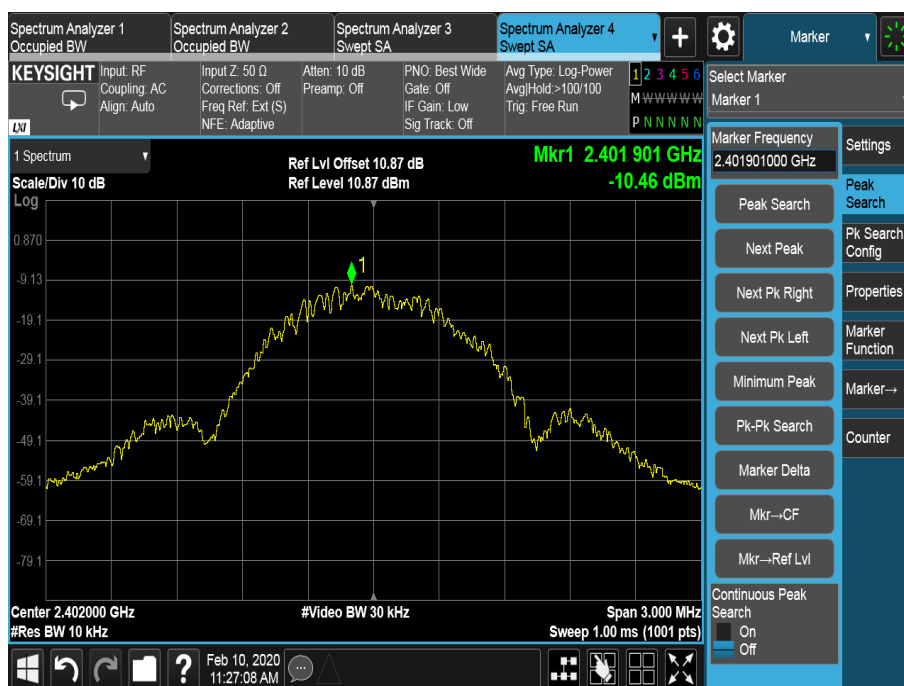 Spectrum Analyzer 1
Occupied BW
Spectrum Analyzer 2
Occupied BW
Spectrum Analyzer 3
Swept SA
Spectrum Analyzer 4
Swept SA
Marker
KEYSIGHT
LXI
Input: RF
Coupling: AC
Align: Auto
Input Z: 50 Ω
Corrections: Off
Freq Ref: Ext (S)
NFE: Adaptive
Atten: 10 dB
Preamp: Off
PNO: Best Wide
Gate: Off
IF Gain: Low
Sig Track: Off
Avg Type: Log-Power
Avg|Hold:>100/100
Trig: Free Run
1 2 3 4 5 6
M W W W W W
P N N N N N
Select Marker
Marker 1
1 Spectrum
Scale/Div 10 dB
Log
Ref Lvl Offset 10.87 dB
Ref Level 10.87 dBm
Mkr1 2.401 901 GHz
-10.46 dBm
1
0.870
-9.13
-19.1
-29.1
-39.1
-49.1
-59.1
-69.1
-79.1
Center 2.402000 GHz
#Res BW 10 kHz
#Video BW 30 kHz
Span 3.000 MHz
Sweep 1.00 ms (1001 pts)
Marker Frequency
2.401901000 GHz
Peak Search
Next Peak
Next Pk Right
Next Pk Left
Minimum Peak
Pk-Pk Search
Marker Delta
Mkr→CF
Mkr→Ref Lvl
Continuous Peak
Search
On
Off
Settings
Peak
Search
Pk Search
Config
Properties
Marker
Function
Marker→
Counter
?
Feb 10, 2020
11:27:08 AM